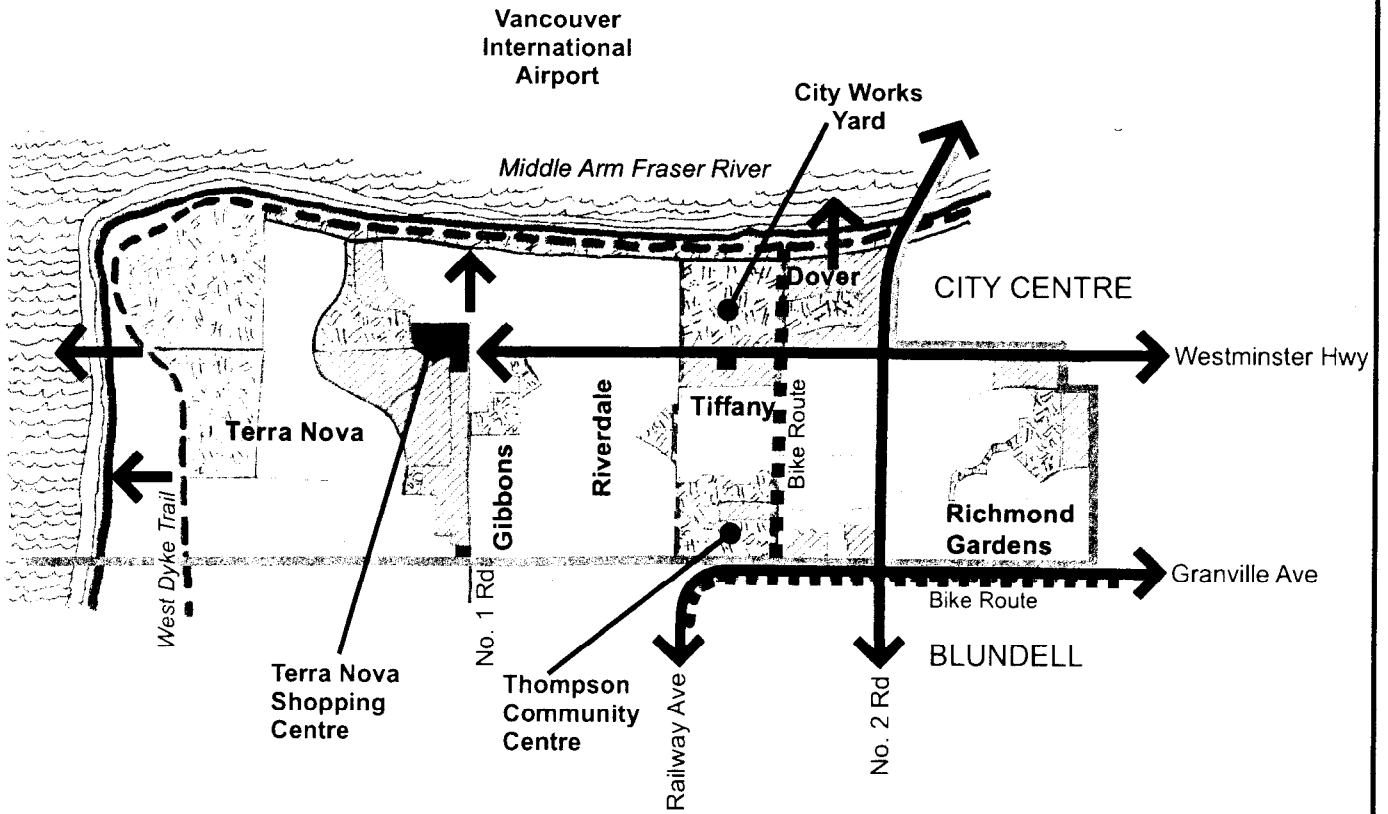 Vancouver
International
Airport
City Works
Yard
Middle Arm Fraser River
Dover
CITY CENTRE
Westminster Hwy
Terra Nova
Gibbons
Riverdale
Tiffany
Bike Route
Richmond
Gardens
West Dyke Trail
No. 1 Rd
Granville Ave
Bike Route
BLUNDELL
Terra Nova
Shopping
Centre
Thompson
Community
Centre
Railway Ave
No. 2 Rd